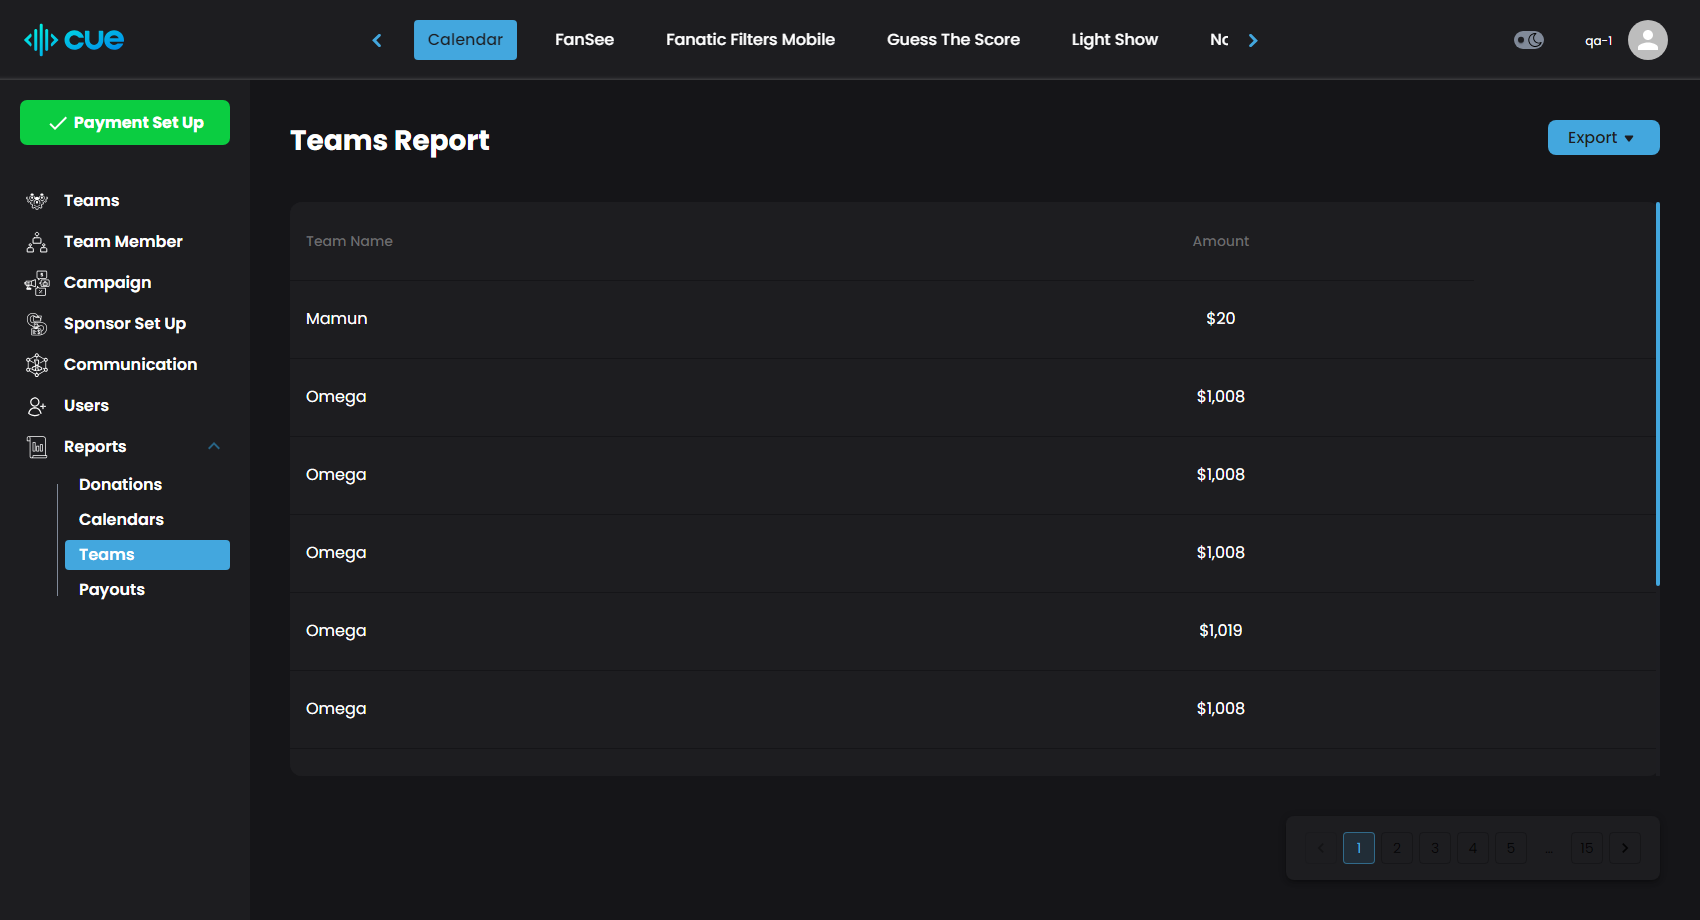 cue
Calendar
FanSee
Fanatic Filters Mobile
Guess The Score
Light Show
qa-1
Payment Set Up
Teams
Team Member
Campaign
Sponsor Set Up
Communication
Users
Reports
Donations
Calendars
Teams
Payouts
Teams Report
Export
Team Name Amount
Mamun $20
Omega $1,008
Omega $1,008
Omega $1,008
Omega $1,019
Omega $1,008
1 2 3 4 5 ... 15